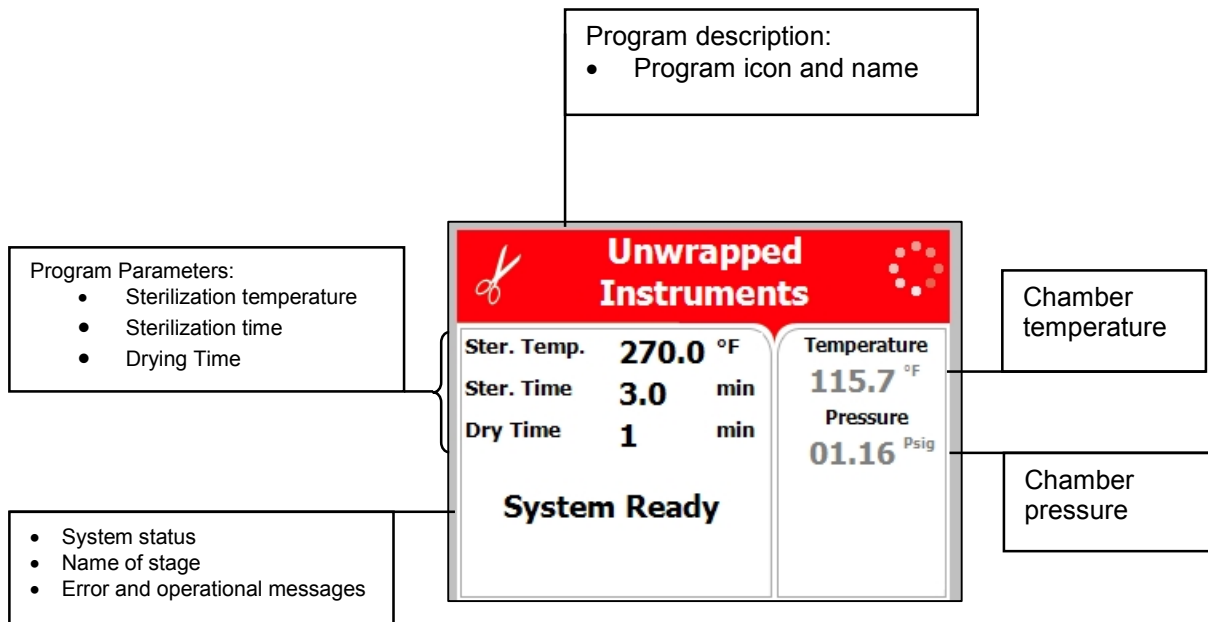 Program description:
• Program icon and name
Program Parameters:
• Sterilization temperature
• Sterilization time
• Drying Time
Unwrapped
Instruments
Ster. Temp. 270.0 °F
Ster. Time 3.0 min
Dry Time 1 min
System Ready
Temperature
115.7 °F
Pressure
01.16 Psig
Chamber
temperature
Chamber
pressure
• System status
• Name of stage
• Error and operational messages